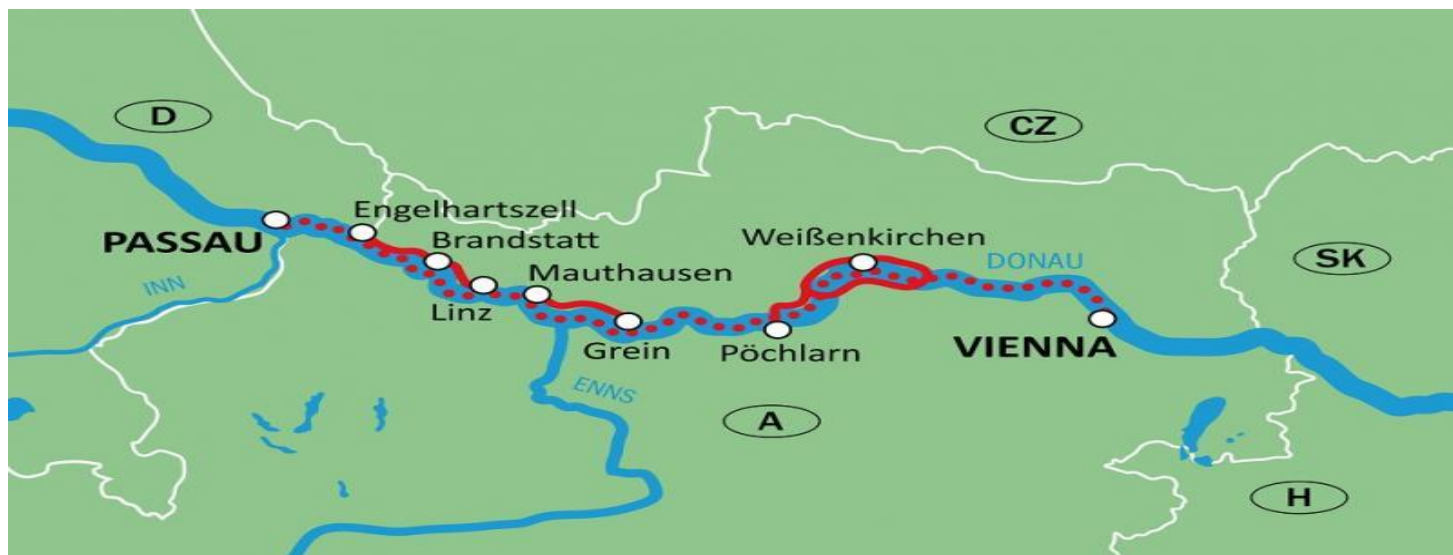 D
CZ
Engelhartszell
PASSAU
Brandstatt
Weißenkirchen
DONAU
SK
INN
Mauthausen
Linz
Grein
Pöchlarn
VIENNA
ENNS
A
H